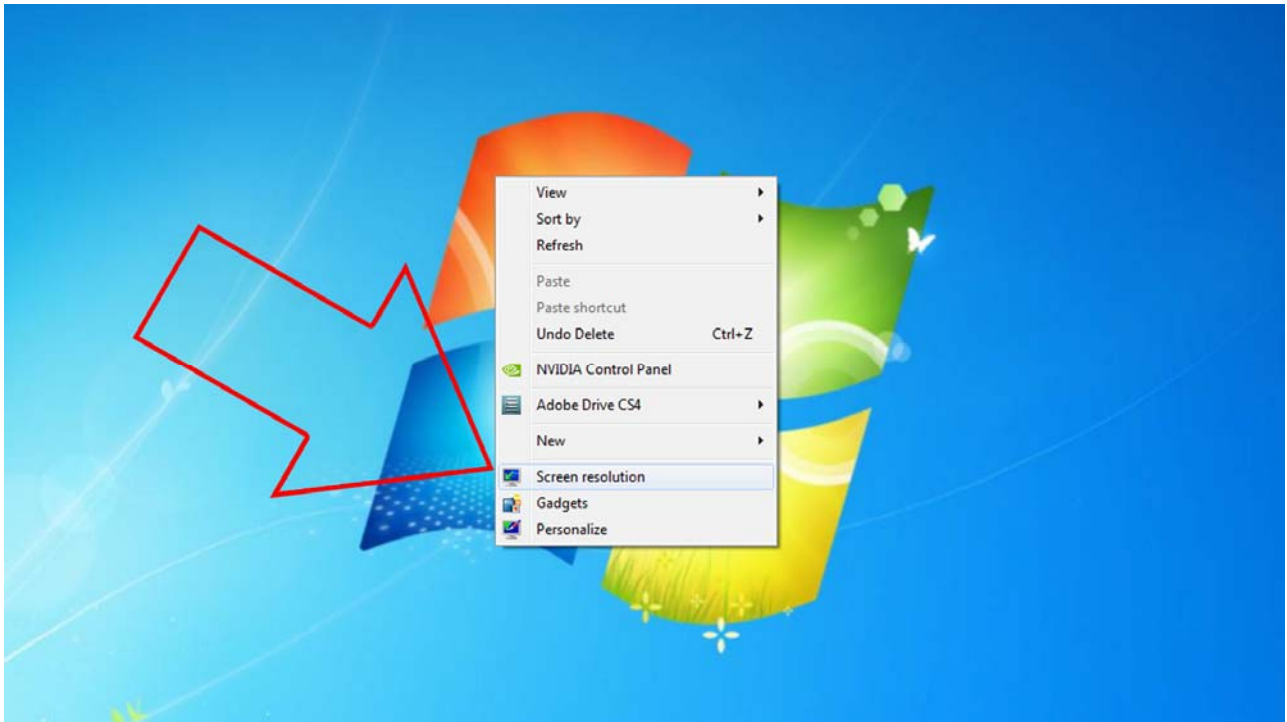 View
Sort by
Refresh
Paste
Paste shortcut
Undo Delete Ctrl+Z
NVIDIA Control Panel
Adobe Drive CS4
New
Screen resolution
Gadgets
Personalize